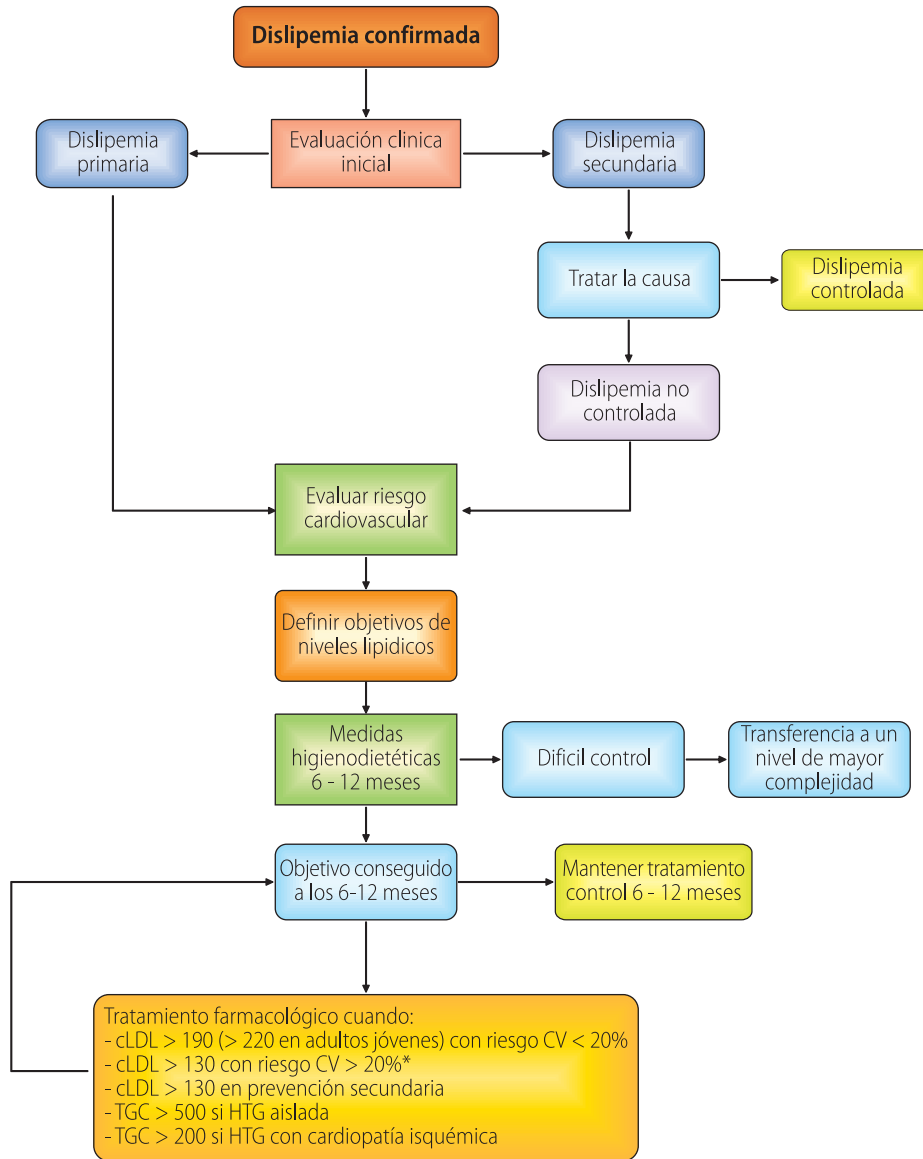 Dislipemia confirmada
Dislipemia
primaria
Evaluación clinica
inicial
Dislipemia
secundaria
Tratar la causa
Dislipemia
controlada
Dislipemia no
controlada
Evaluar riesgo
cardiovascular
Definir objetivos de
niveles lipidicos
Medidas
higienodietéticas
6 - 12 meses
Dificil control
Transferencia a un
nivel de mayor
complejidad
Objetivo conseguido
a los 6-12 meses
Mantener tratamiento
control 6 - 12 meses
Tratamiento farmacológico cuando:
- cLDL > 190 (> 220 en adultos jóvenes) con riesgo CV < 20%
- cLDL > 130 con riesgo CV > 20%*
- cLDL > 130 en prevención secundaria
- TGC > 500 si HTG aislada
- TGC > 200 si HTG con cardiopatía isquémica